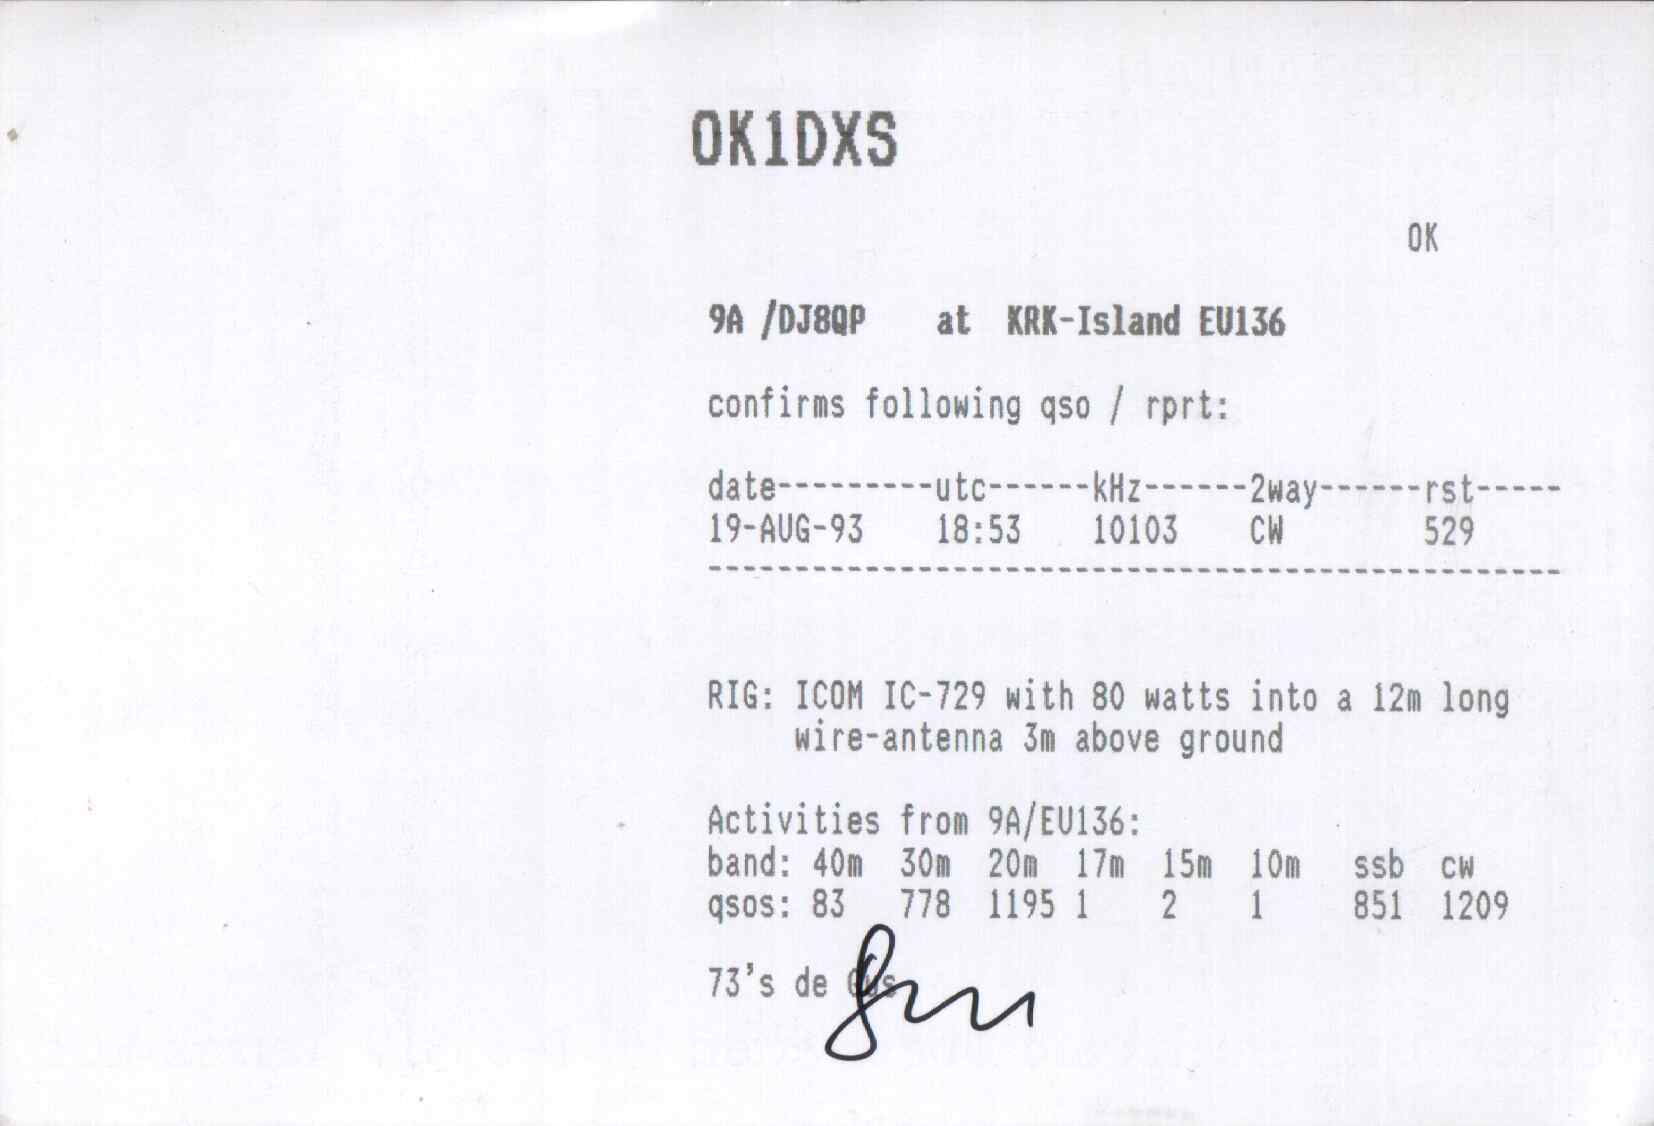 OK1DXS
OK
9A /DJ8QP at KRK-Island EU136
confirms following qso / rprt:
date---------utc------kHz------2way------rst-----
19-AUG-93 18:53 10103 CW 529
-------------------------------------------------
RIG: ICOM IC-729 with 80 watts into a 12m long
wire-antenna 3m above ground
Activities from 9A/EU136:
band: 40m 30m 20m 17m 15m 10m ssb cw
qsos: 83 778 1195 1 2 1 851 1209
73's de Gus